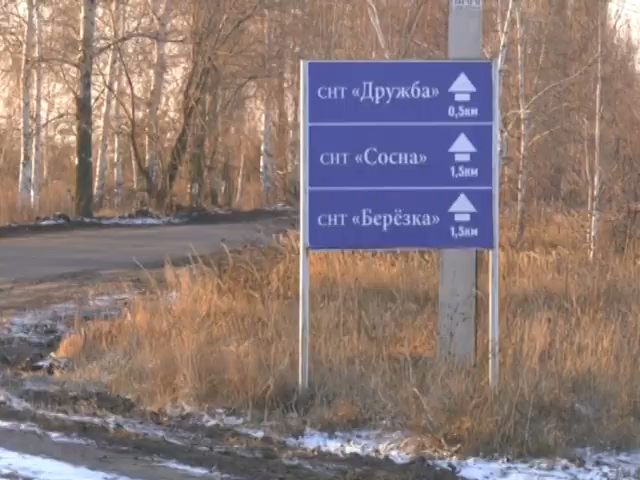 СНТ «Дружба»
0,5км
СНТ «Сосна»
1,5км
СНТ «Берёзка»
1,5км